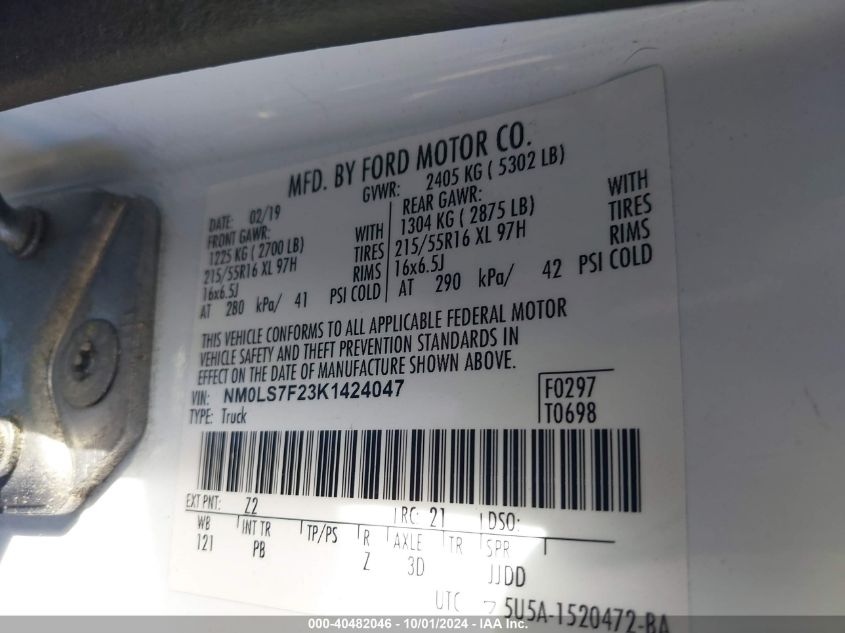 MFD. BY FORD MOTOR CO.
DATE: 02/19
GVWR: 2405 KG ( 5302 LB)
FRONT GAWR:
1225 KG ( 2700 LB) WITH
215/55R16 XL 97H TIRES
16x6.5J RIMS
AT 280 kPa/ 41 PSI COLD
REAR GAWR: WITH
1304 KG ( 2875 LB) TIRES
215/55R16 XL 97H RIMS
16x6.5J
AT 290 kPa/ 42 PSI COLD
THIS VEHICLE CONFORMS TO ALL APPLICABLE FEDERAL MOTOR
VEHICLE SAFETY AND THEFT PREVENTION STANDARDS IN
EFFECT ON THE DATE OF MANUFACTURE SHOWN ABOVE.
VIN: NM0LS7F23K1424047
TYPE: Truck
F0297
T0698
EXT PNT: Z2 RC: 21 DSO:
WB INT TR TP/PS R AXLE TR SPR
121 PB Z 3D JJDD
UTC 5U5A-1520472-BA
000-40482046 - 10/01/2024 - IAAI.COM